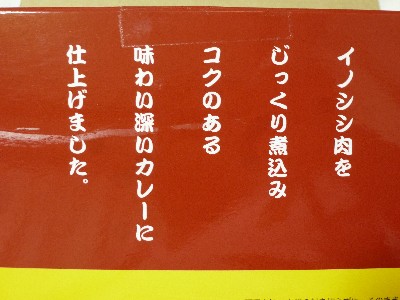 イノシシ肉を
じっくり煮込み
コクのある
味わい深いカレーに
仕上げました。